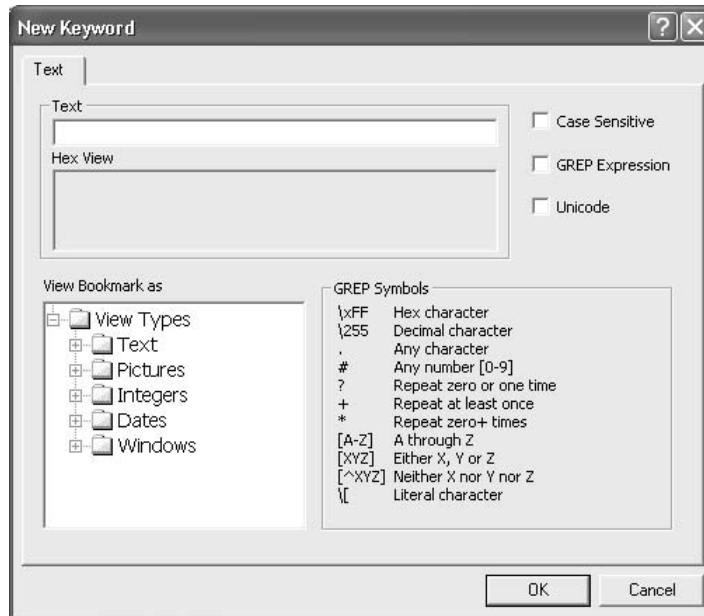 New Keyword
Text
Text
Hex View
Case Sensitive
GREP Expression
Unicode
View Bookmark as
View Types
Text
Pictures
Integers
Dates
Windows
GREP Symbols
\xFF Hex character
\255 Decimal character
. Any character
# Any number [0-9]
? Repeat zero or one time
+ Repeat at least once
* Repeat zero+ times
[A-Z] A through Z
[XYZ] Either X, Y or Z
[^XYZ] Neither X nor Y nor Z
\[ Literal character
OK Cancel